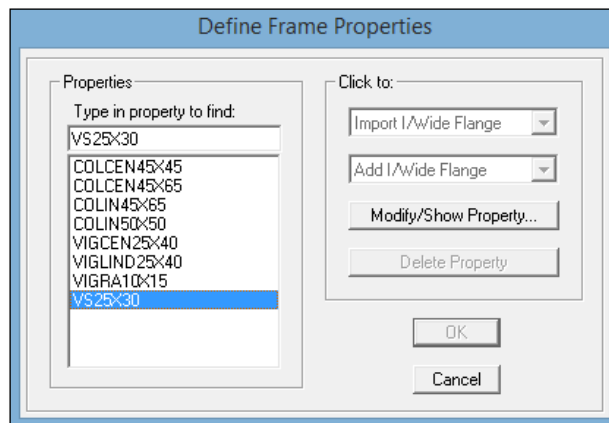 Define Frame Properties
Properties
Type in property to find:
VS25X30
COLCEN45X45
COLCEN45X65
COLIN45X65
COLIN50X50
VIGCEN25X40
VIGLIND25X40
VIGRA10X15
VS25X30
Click to:
Import I/Wide Flange
Add I/Wide Flange
Modify/Show Property...
Delete Property
OK
Cancel